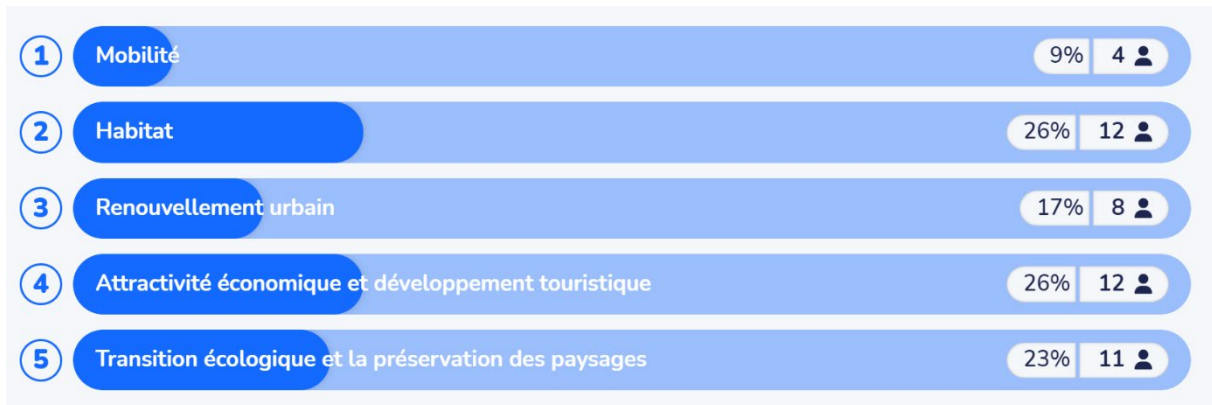 1 Mobilité 9% 4
2 Habitat 26% 12
3 Renouvellement urbain 17% 8
4 Attractivité économique et développement touristique 26% 12
5 Transition écologique et la préservation des paysages 23% 11